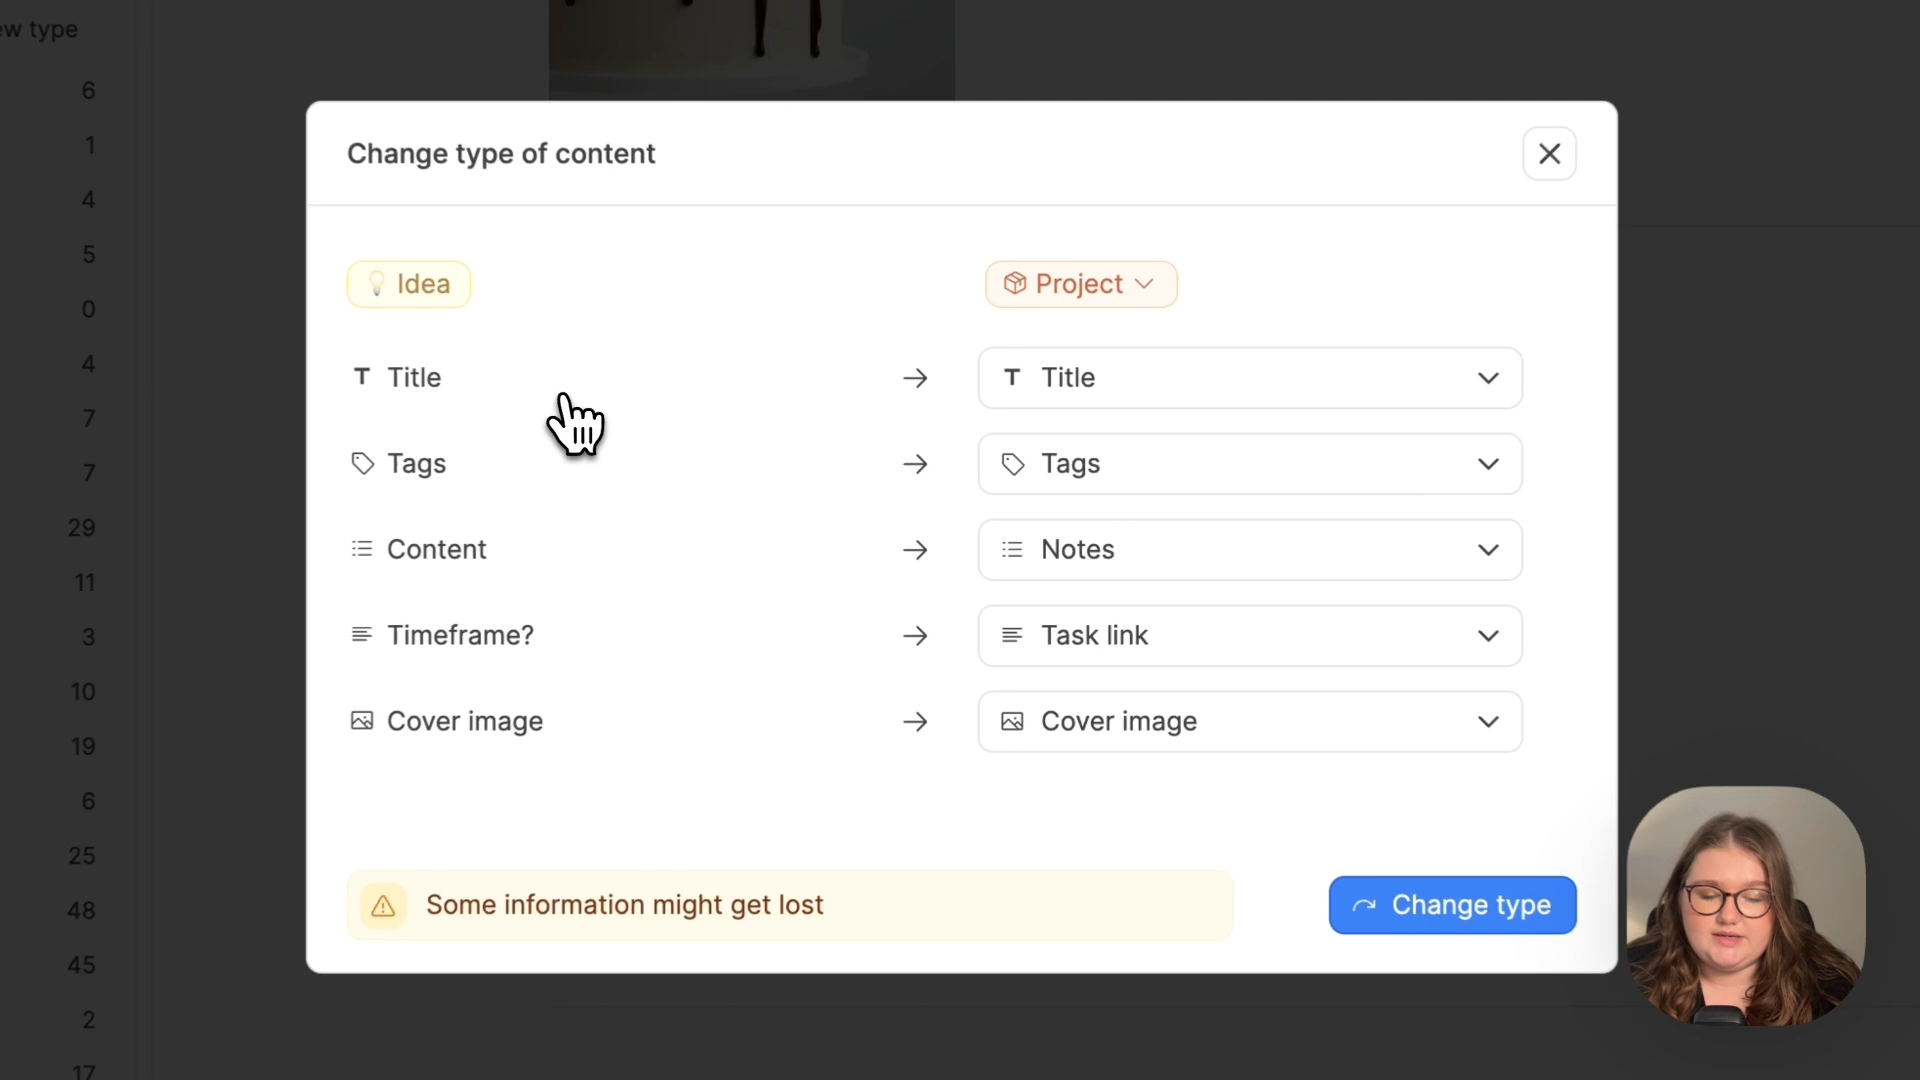 ew type
6
1
4
5
0
4
7
7
29
11
3
10
19
6
25
48
45
2
17
Change type of content
Idea
Project
Title → Title
Tags → Tags
Content → Notes
Timeframe? → Task link
Cover image → Cover image
Some information might get lost
Change type